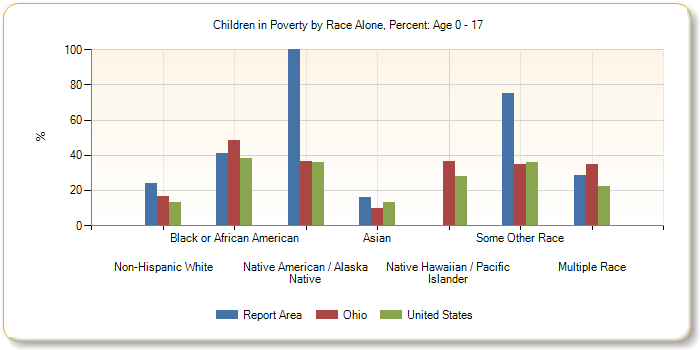 Children in Poverty by Race Alone, Percent: Age 0 - 17
100
80
60
40
20
0
%
Black or African American
Asian
Some Other Race
Non-Hispanic White
Native American / Alaska
Native
Native Hawaiian / Pacific
Islander
Multiple Race
Report Area
Ohio
United States